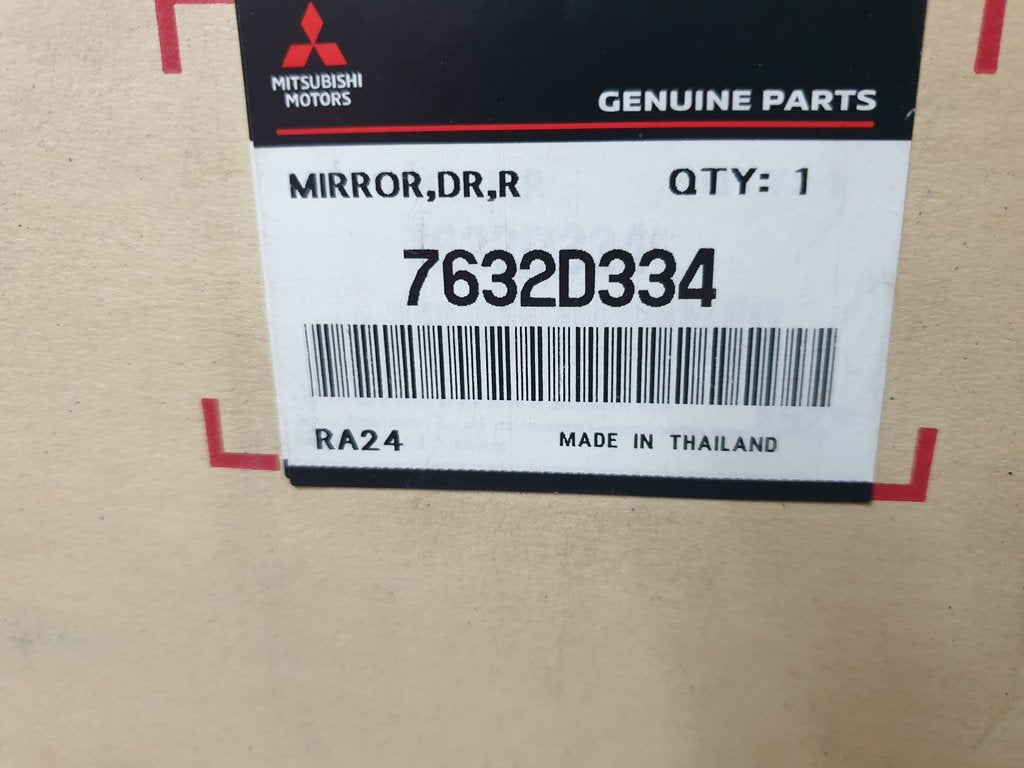 MITSUBISHI
MOTORS
GENUINE PARTS
MIRROR,DR,R QTY: 1
7632D334
RA24 MADE IN THAILAND